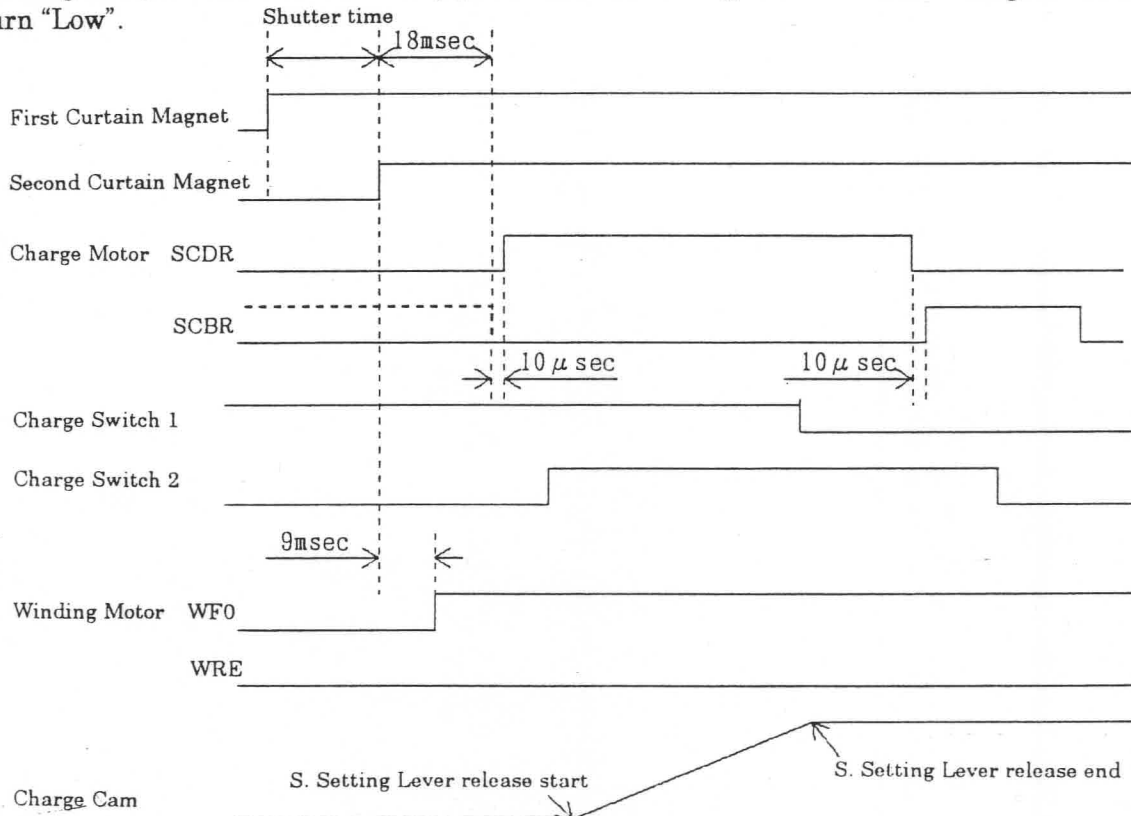 urn “Low”.
Shutter time
18msec
First Curtain Magnet
Second Curtain Magnet
Charge Motor SCDR
SCBR
10 μ sec 10 μ sec
Charge Switch 1
Charge Switch 2
9msec
Winding Motor WF0
WRE
S. Setting Lever release start
S. Setting Lever release end
Charge Cam